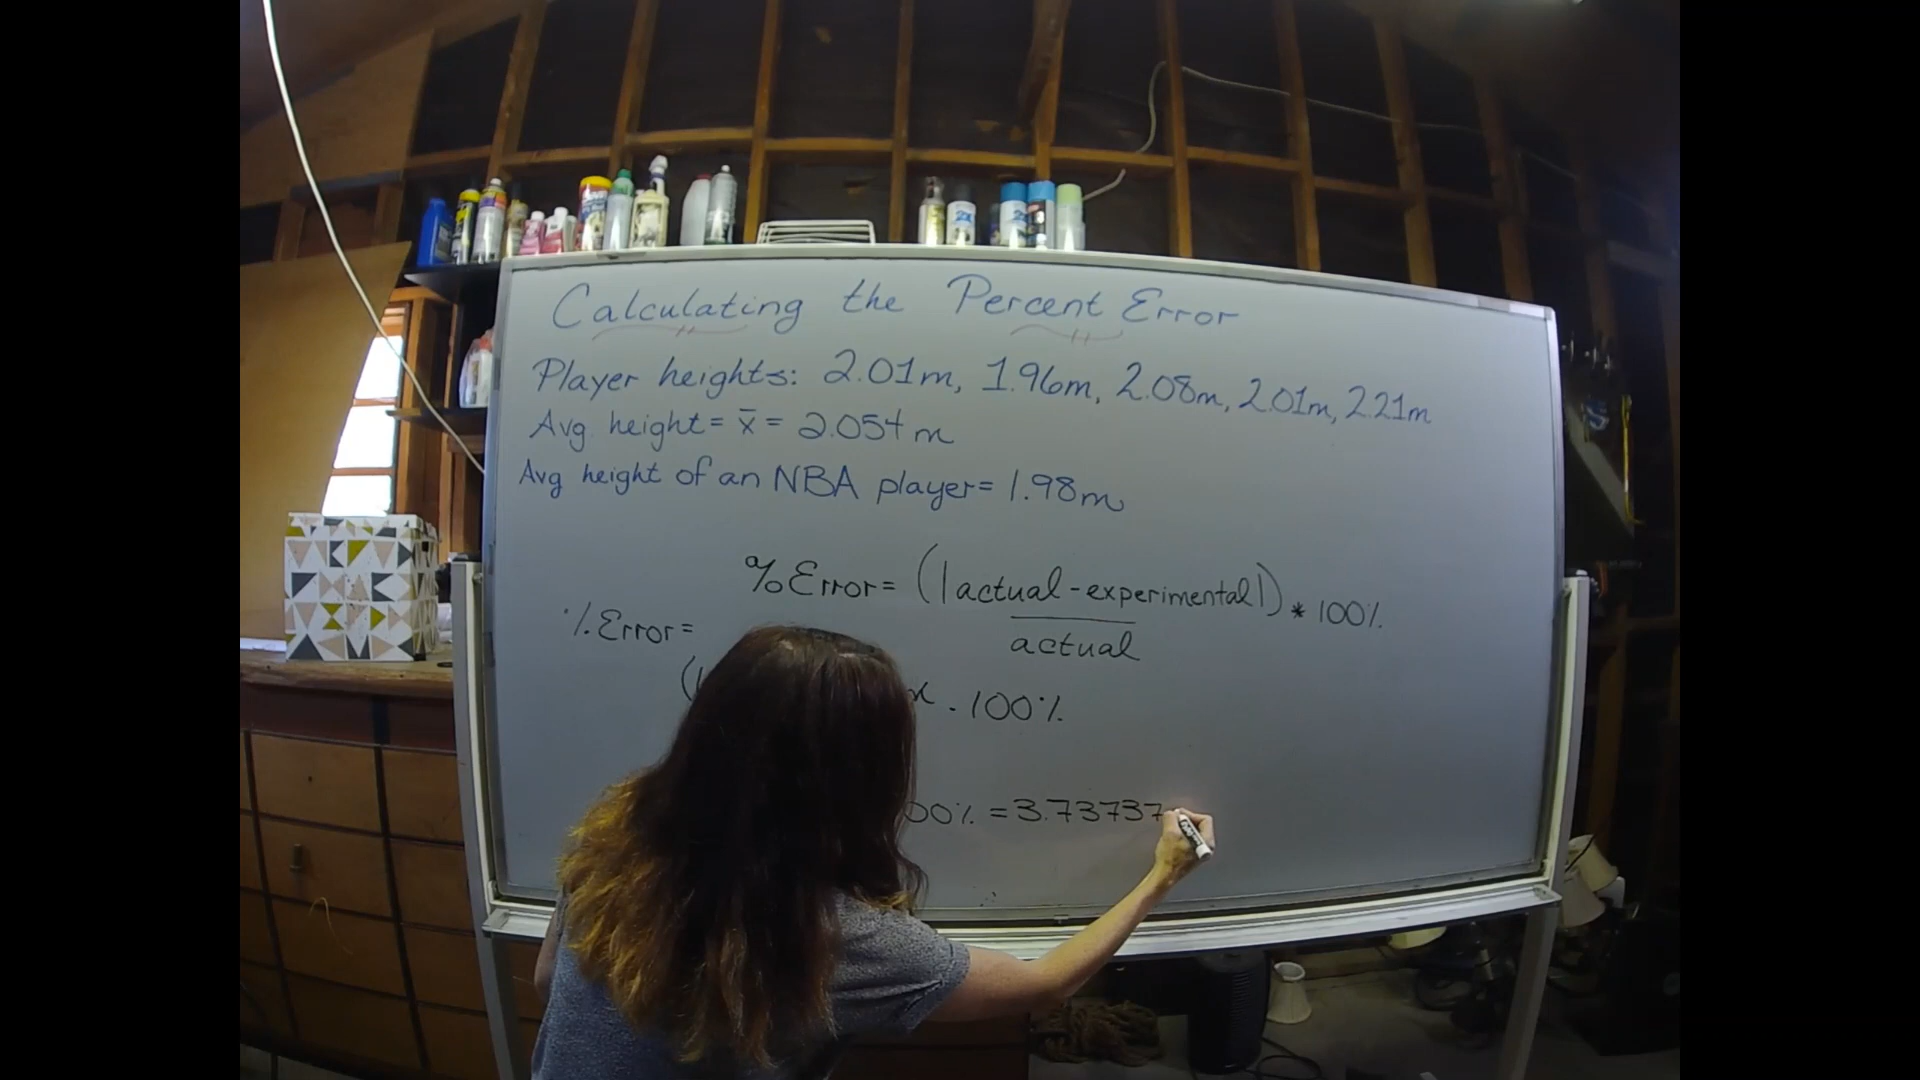 Calculating the Percent Error
Player heights: 2.01m, 1.96m, 2.08m, 2.01m, 2.21m
Avg. height = x̄ = 2.054 m
Avg height of an NBA player = 1.98m
% Error = (|actual - experimental|) * 100%
actual
% Error =
(| m . 100%
00% = 3.73737
2X